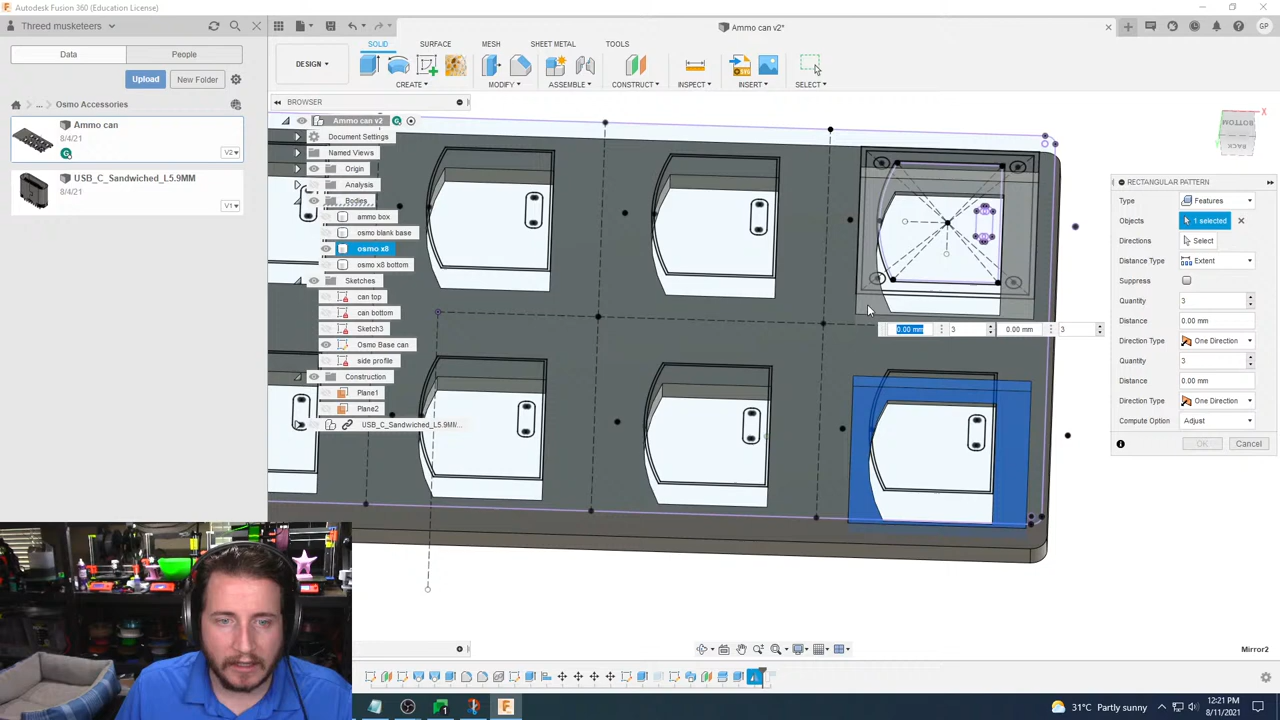 Autodesk Fusion 360 (Education License)
Threed musketeers
Ammo can v2*
GP
Data
People
Upload
New Folder
... Osmo Accessories
Ammo can
8/4/21
G
V2
USB_C_Sandwiched_L5.9MM
8/4/21
V1
SOLID
SURFACE
MESH
SHEET METAL
TOOLS
DESIGN
CREATE
MODIFY
ASSEMBLE
CONSTRUCT
INSPECT
INSERT
SELECT
BROWSER
Ammo can v2
G
Document Settings
Named Views
Origin
Analysis
Bodies
ammo box
osmo blank base
osmo x8
osmo x8 bottom
Sketches
can top
can bottom
Sketch3
Osmo Base can
side profile
Construction
Plane1
Plane2
USB_C_Sandwiched_L5.9MM...
BOTTOM
BACK
X
0.00 mm
3
0.00 mm
3
RECTANGULAR PATTERN
Type
Features
Objects
1 selected
Directions
Select
Distance Type
Extent
Suppress
Quantity
3
Distance
0.00 mm
Direction Type
One Direction
Quantity
3
Distance
0.00 mm
Direction Type
One Direction
Compute Option
Adjust
OK
Cancel
Mirror2
31°C Partly sunny
12:21 PM
8/11/2021